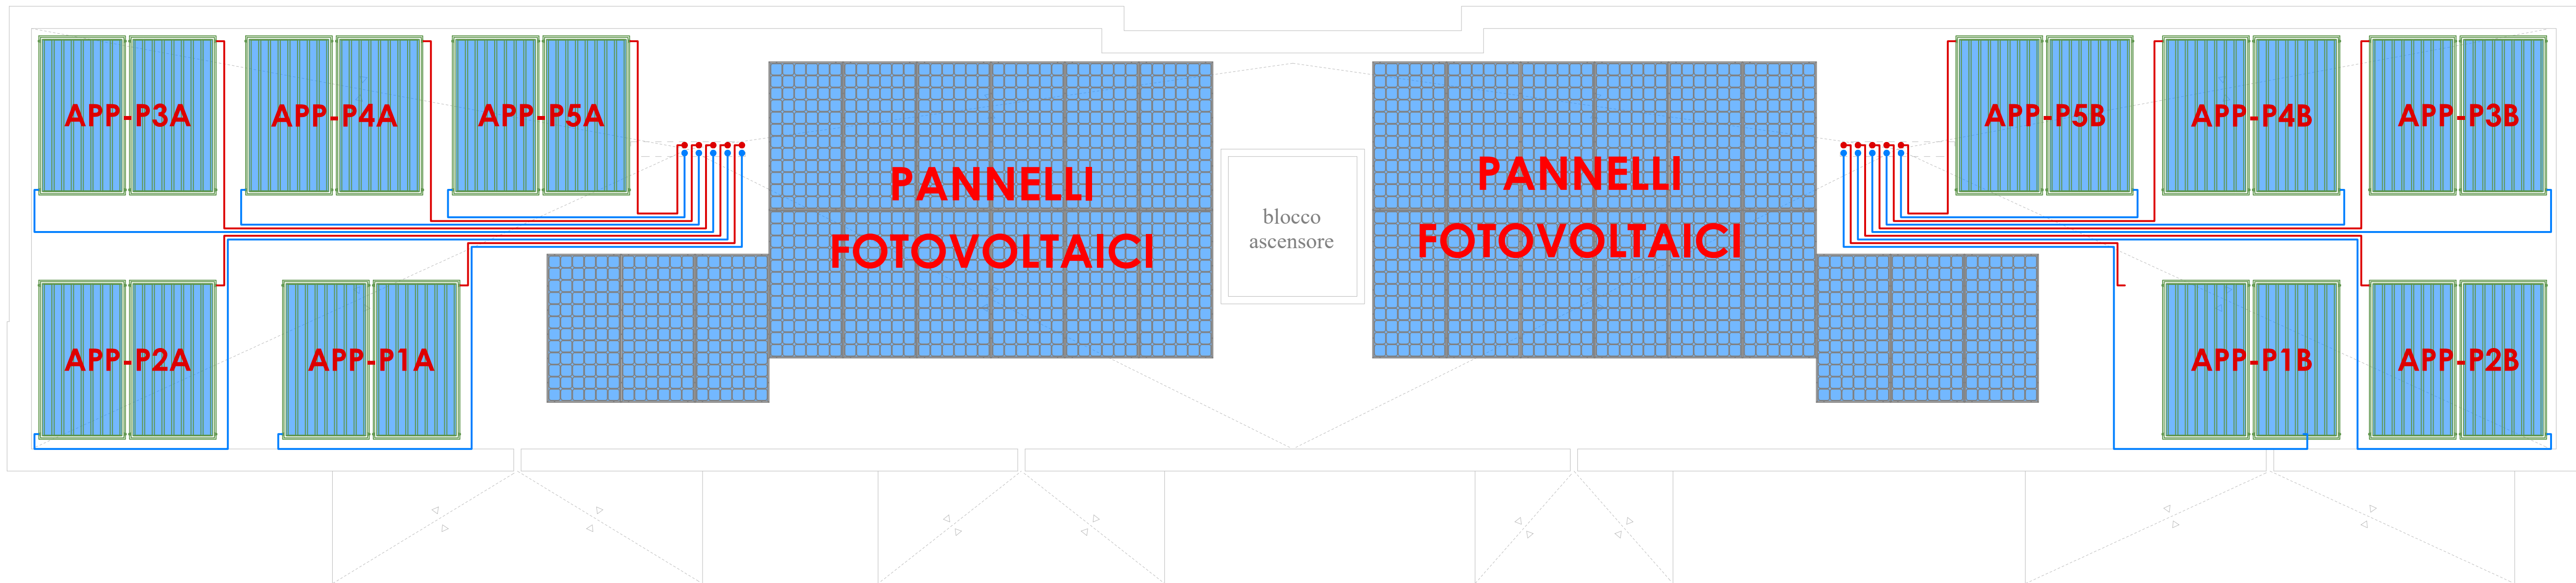 APP-P3A
APP-P4A
APP-P5A
PANNELLI
FOTOVOLTAICI
blocco
ascensore
PANNELLI
FOTOVOLTAICI
APP-P5B
APP-P4B
APP-P3B
APP-P2A
APP-P1A
APP-P1B
APP-P2B